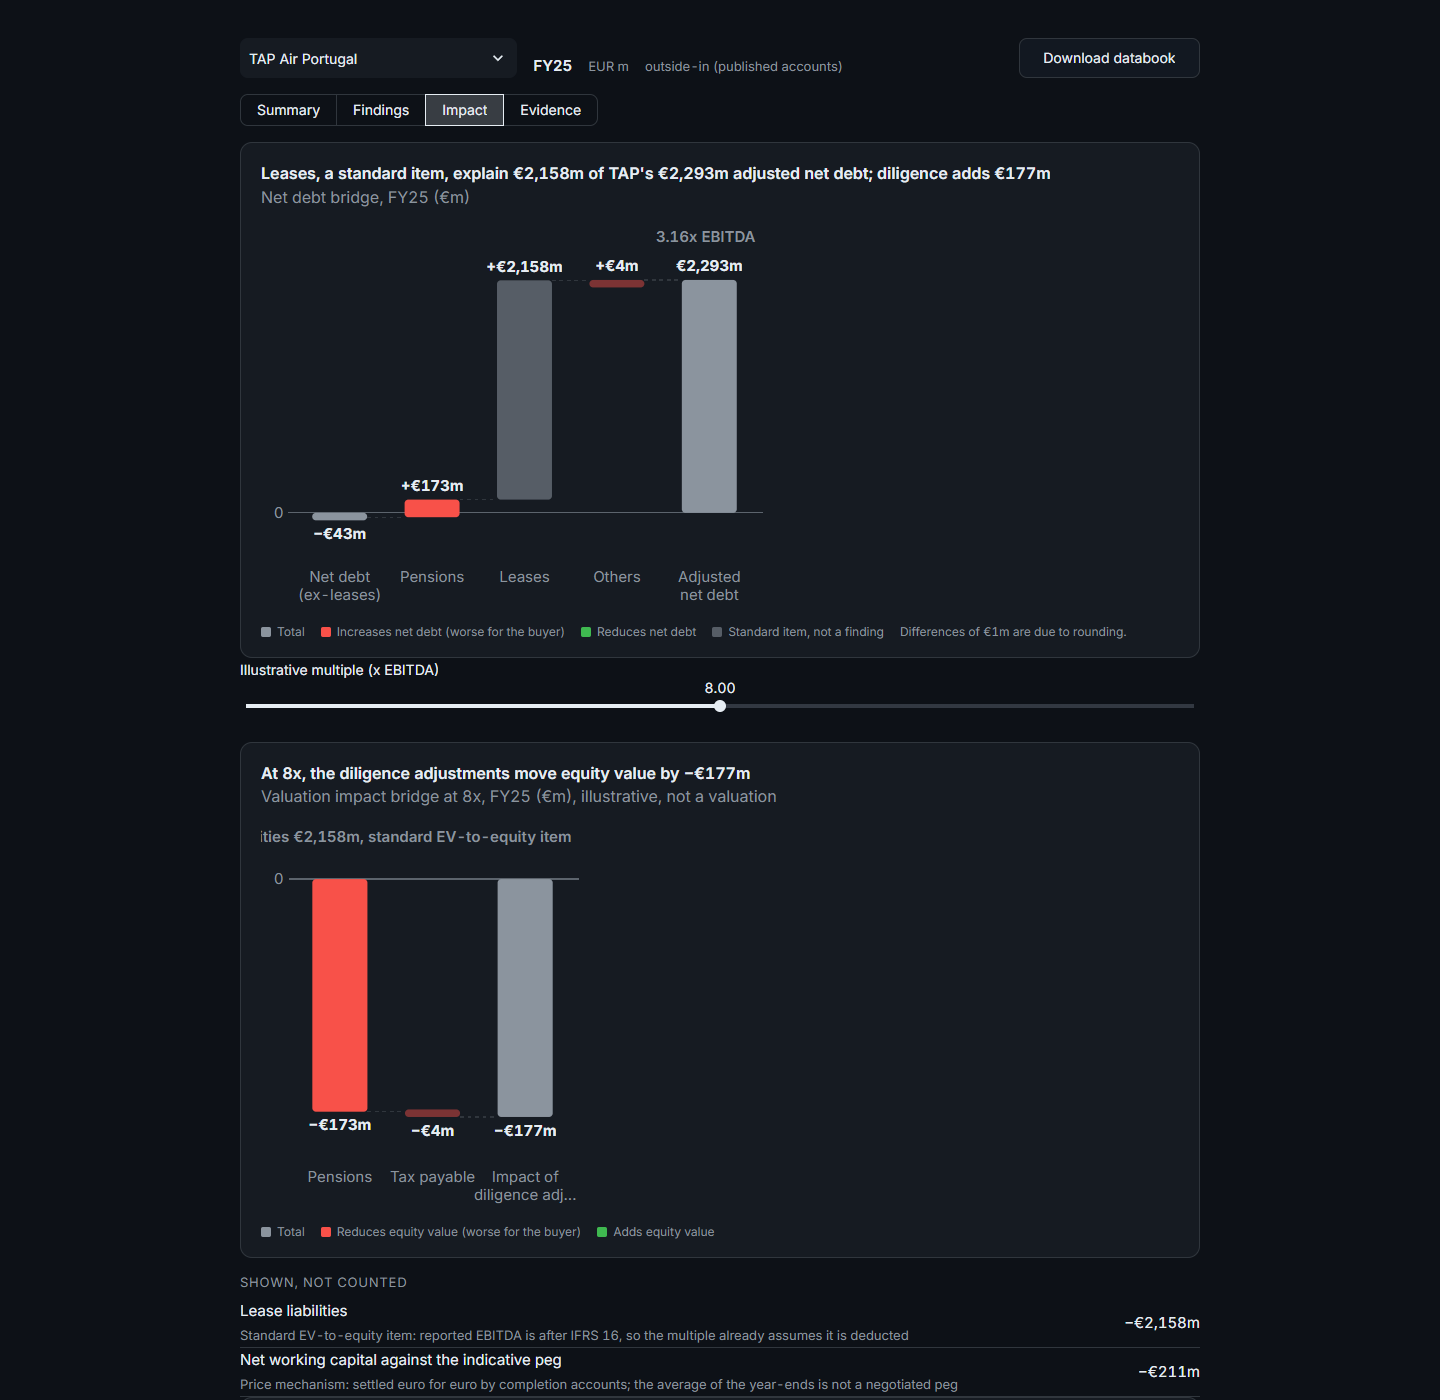 TAP Air Portugal
FY25 EUR m outside-in (published accounts)
Download databook
Summary Findings Impact Evidence
Leases, a standard item, explain €2,158m of TAP's €2,293m adjusted net debt; diligence adds €177m
Net debt bridge, FY25 (€m)
3.16x EBITDA
+€2,158m +€4m €2,293m
+€173m
0
−€43m
Net debt (ex-leases) Pensions Leases Others Adjusted net debt
Total Increases net debt (worse for the buyer) Reduces net debt Standard item, not a finding Differences of €1m are due to rounding.
Illustrative multiple (x EBITDA)
8.00
At 8x, the diligence adjustments move equity value by −€177m
Valuation impact bridge at 8x, FY25 (€m), illustrative, not a valuation
ities €2,158m, standard EV-to-equity item
0
−€173m −€4m −€177m
Pensions Tax payable Impact of diligence adj...
Total Reduces equity value (worse for the buyer) Adds equity value
SHOWN, NOT COUNTED
Lease liabilities
−€2,158m
Standard EV-to-equity item: reported EBITDA is after IFRS 16, so the multiple already assumes it is deducted
Net working capital against the indicative peg
−€211m
Price mechanism: settled euro for euro by completion accounts; the average of the year-ends is not a negotiated peg